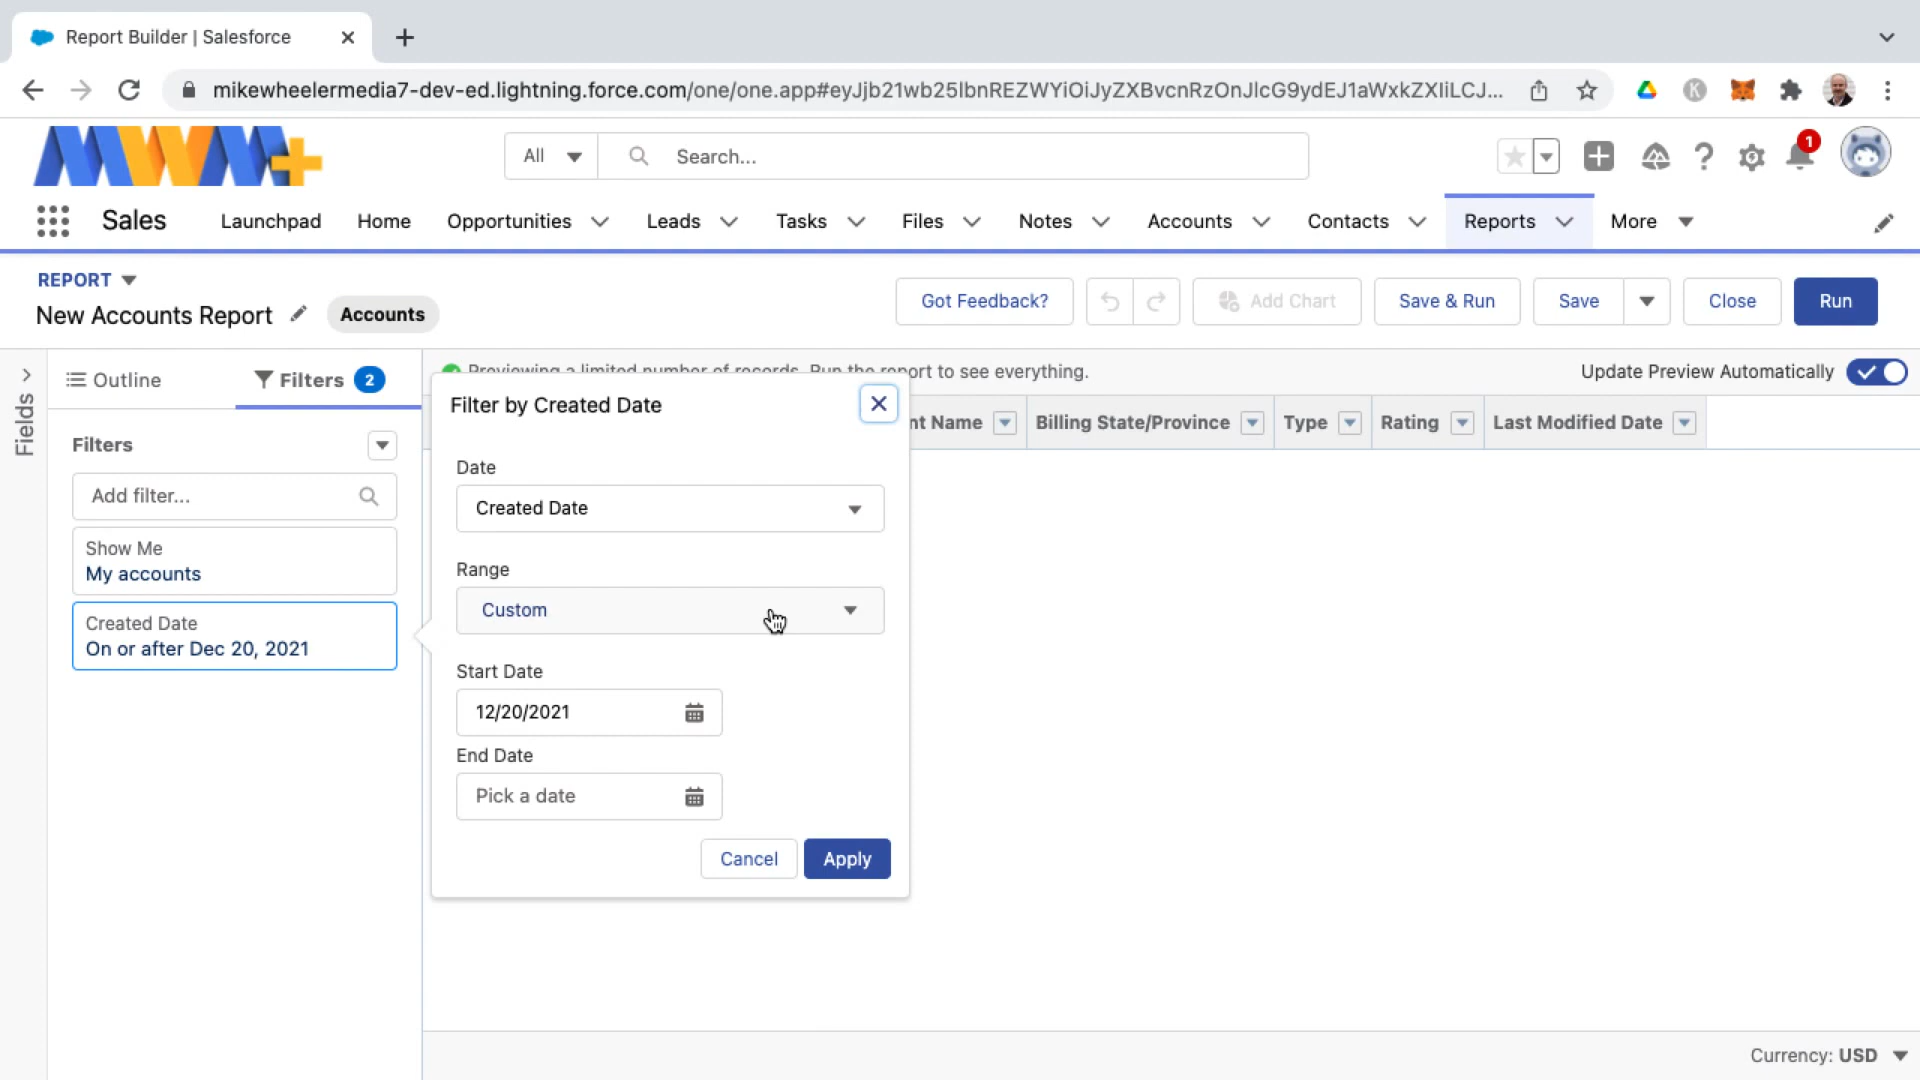 Report Builder | Salesforce
mikewheelermedia7-dev-ed.lightning.force.com/one/one.app#eyJjb21wb25lbnREZWYiOiJyZXBvcnRzOnJlcG9ydEJ1aWxkZXIiLCJ...
K
MWM+
All
Search...
1
Sales
Launchpad
Home
Opportunities
Leads
Tasks
Files
Notes
Accounts
Contacts
Reports
More
REPORT
New Accounts Report
Accounts
Got Feedback?
Add Chart
Save & Run
Save
Close
Run
Fields
Outline
Filters 2
Previewing a limited number of records. Run the report to see everything.
Update Preview Automatically
Filters
Add filter...
Show Me
My accounts
Created Date
On or after Dec 20, 2021
Filter by Created Date
Date
Created Date
Range
Custom
Start Date
12/20/2021
End Date
Pick a date
Cancel
Apply
nt Name
Billing State/Province
Type
Rating
Last Modified Date
Currency: USD